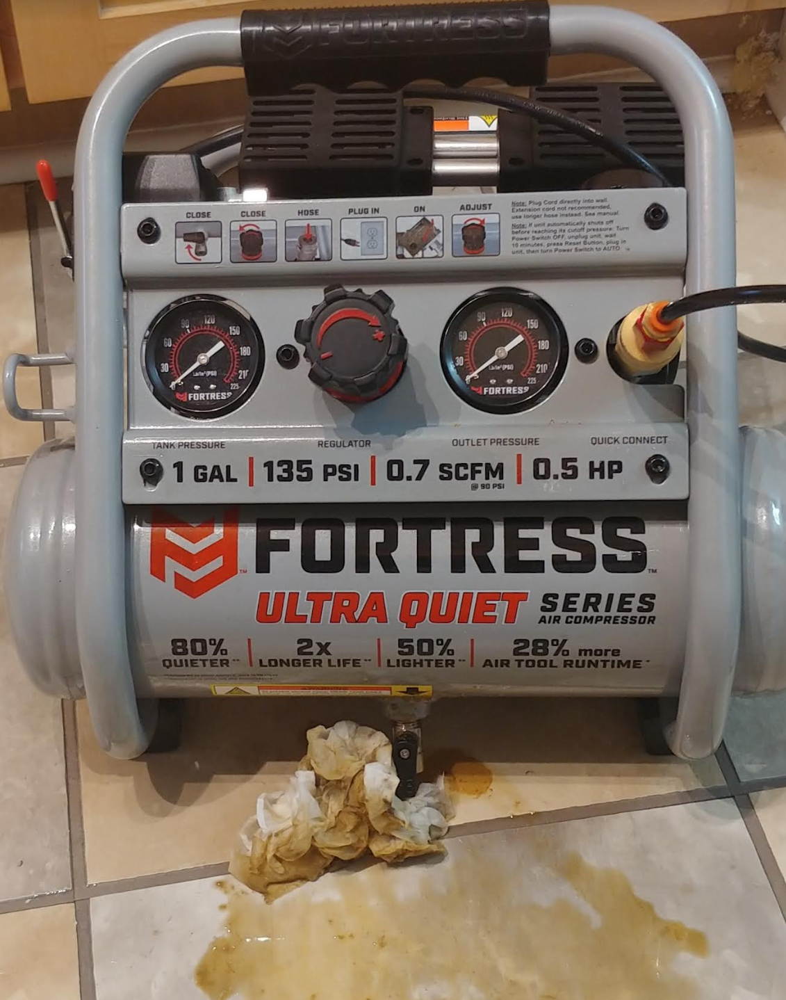 FORTRESS
CLOSE
CLOSE
HOSE
PLUG IN
ON
ADJUST
Note: Plug Cord directly into wall.
Extension cord not recommended,
use longer hose instead. See manual.
Note: If unit automatically shuts off
before reaching its cutoff pressure: Turn
Power Switch OFF, unplug unit, wait
10 minutes, press Reset Button, plug in
unit, then turn Power Switch to AUTO.
0 30 60 90 120 150 180 210 225
Lb/in² (PSI)
FORTRESS
0 30 60 90 120 150 180 210 225
Lb/in² (PSI)
FORTRESS
TANK PRESSURE
REGULATOR
OUTLET PRESSURE
QUICK CONNECT
1 GAL | 135 PSI | 0.7 SCFM | 0.5 HP
@ 90 PSI
FORTRESS™
ULTRA QUIET SERIES
AIR COMPRESSOR
80% QUIETER**
2x LONGER LIFE**
50% LIGHTER**
28% more AIR TOOL RUNTIME*